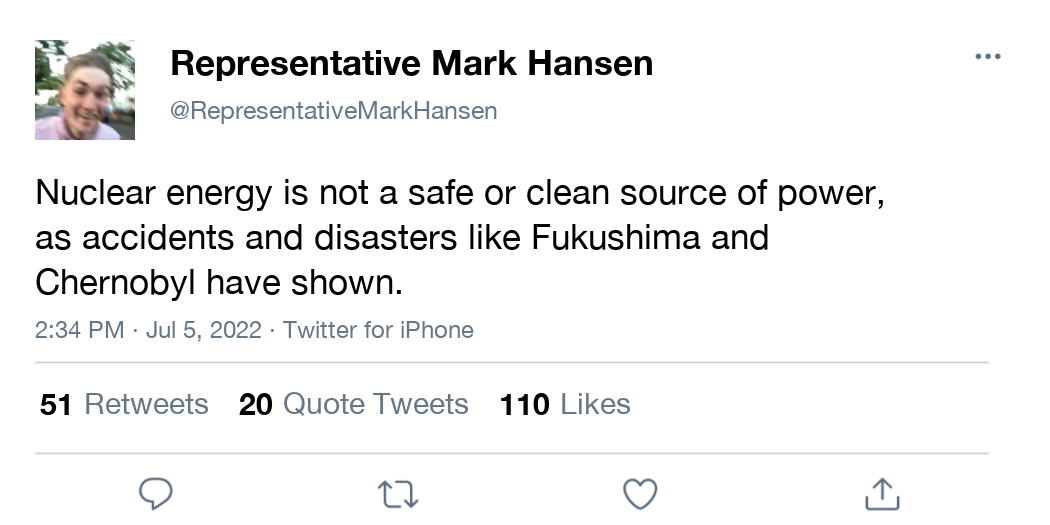 Representative Mark Hansen
@RepresentativeMarkHansen
Nuclear energy is not a safe or clean source of power,
as accidents and disasters like Fukushima and
Chernobyl have shown.
2:34 PM · Jul 5, 2022 · Twitter for iPhone
51 Retweets 20 Quote Tweets 110 Likes